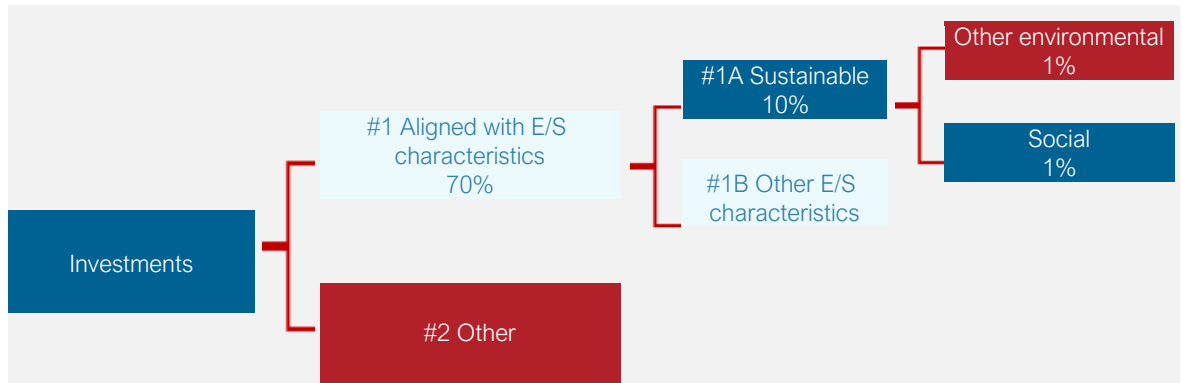 Investments
#1 Aligned with E/S
characteristics
70%
#2 Other
#1A Sustainable
10%
#1B Other E/S
characteristics
Other environmental
1%
Social
1%